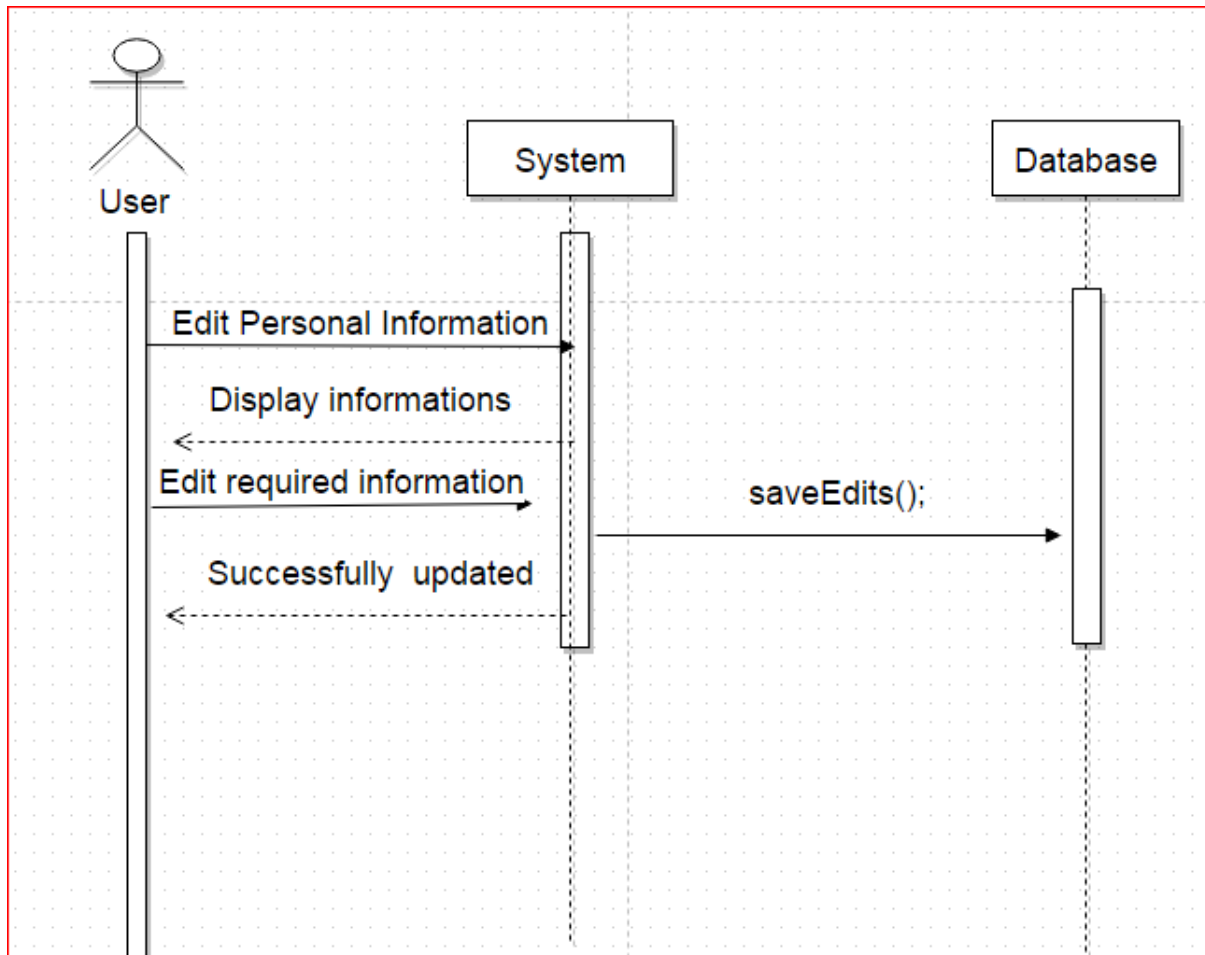 System
Database
User
Edit Personal Information
Display informations
Edit required information
saveEdits();
Successfully  updated